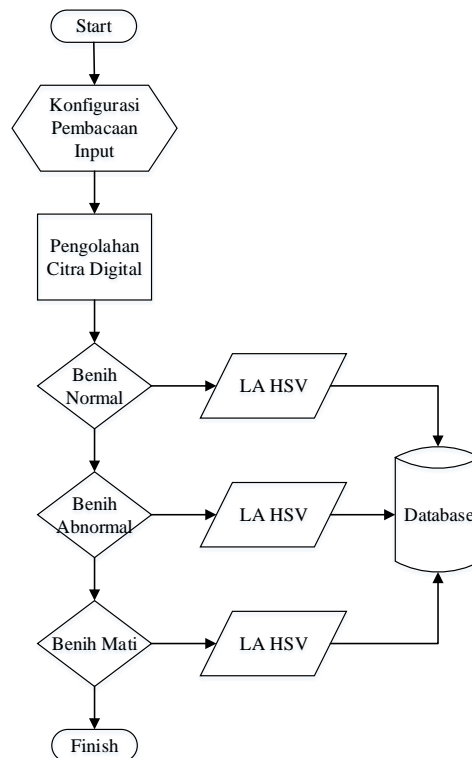 Start
Konfigurasi
Pembacaan
Input
Pengolahan
Citra Digital
Benih
Normal
LA HSV
Benih
Abnormal
LA HSV
Database
Benih Mati
LA HSV
Finish